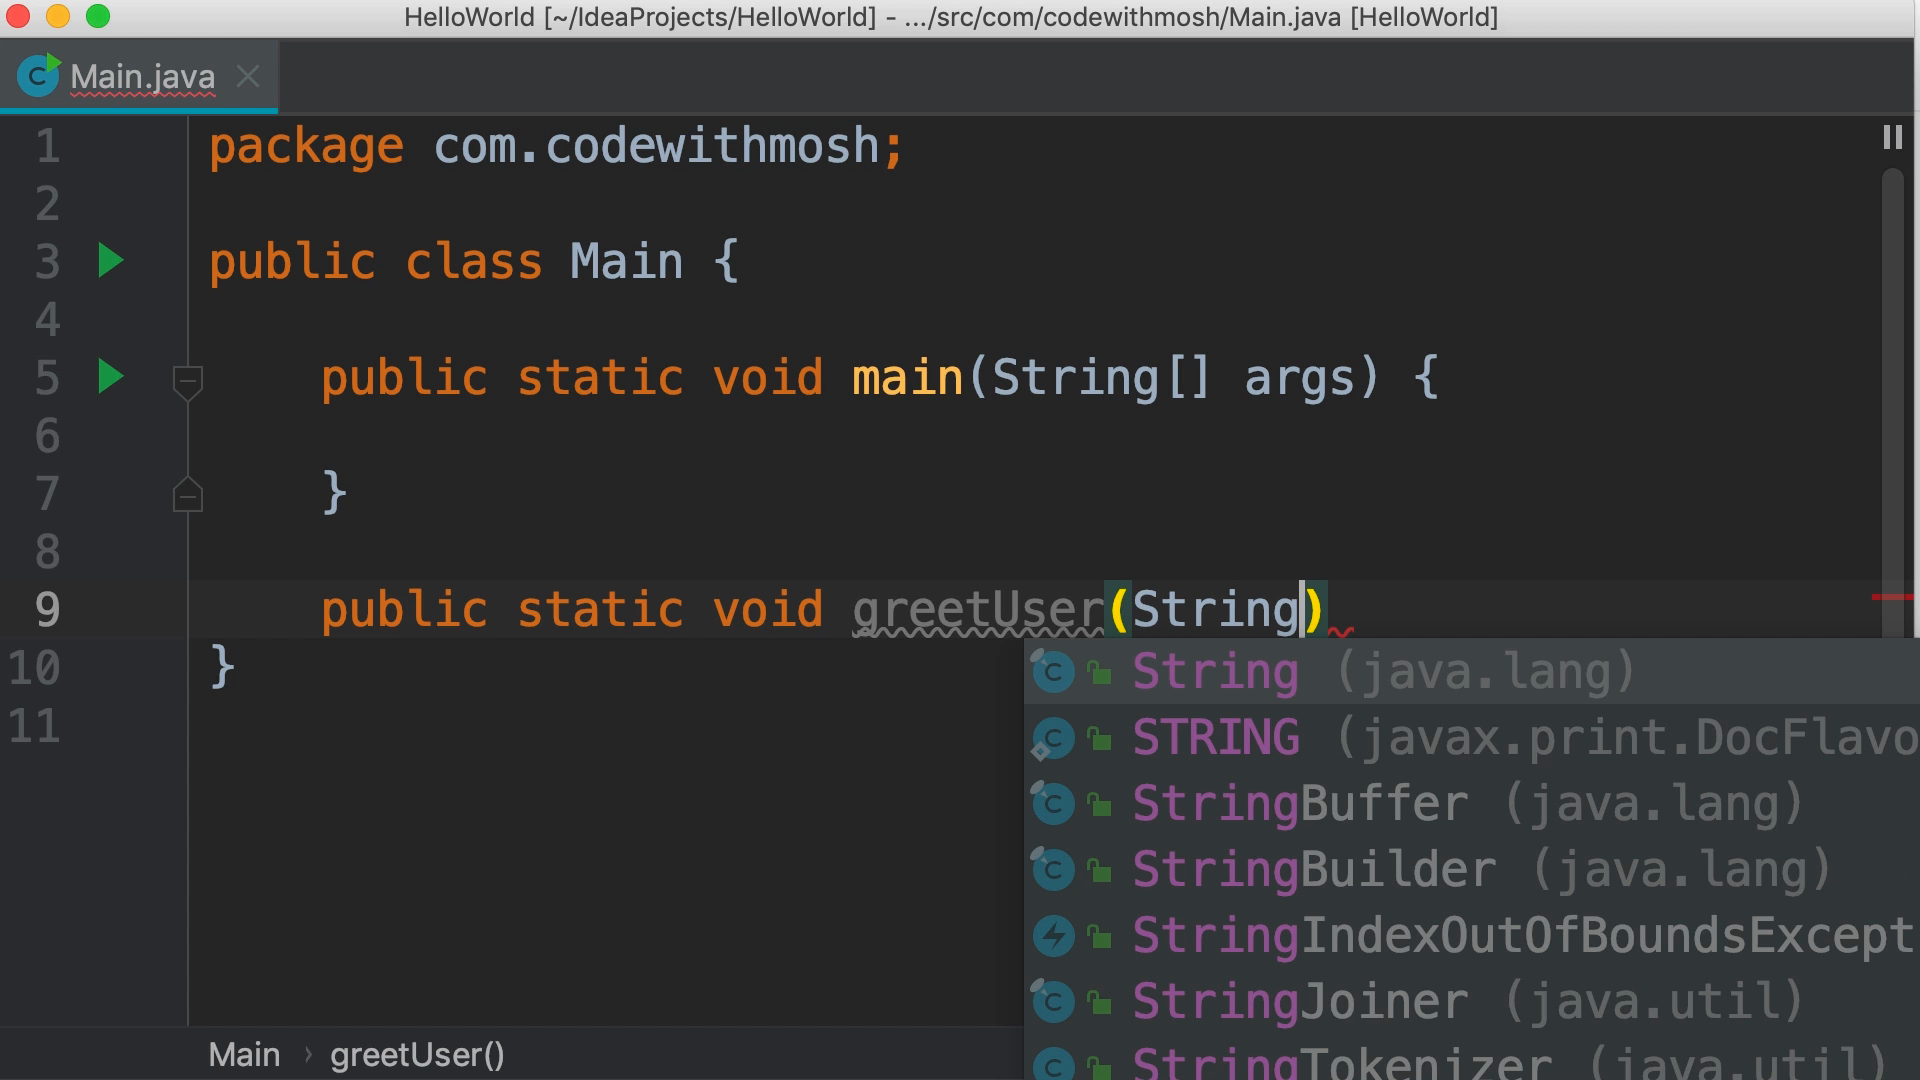 HelloWorld [~/IdeaProjects/HelloWorld] - .../src/com/codewithmosh/Main.java [HelloWorld]
Main.java
1 package com.codewithmosh;
2
3 public class Main {
4
5 public static void main(String[] args) {
6
7 }
8
9 public static void greetUser(String)
10 }
11
String (java.lang)
STRING (javax.print.DocFlavo
StringBuffer (java.lang)
StringBuilder (java.lang)
StringIndexOutOfBoundsExcept
StringJoiner (java.util)
StringTokenizer (java.util)
Main › greetUser()